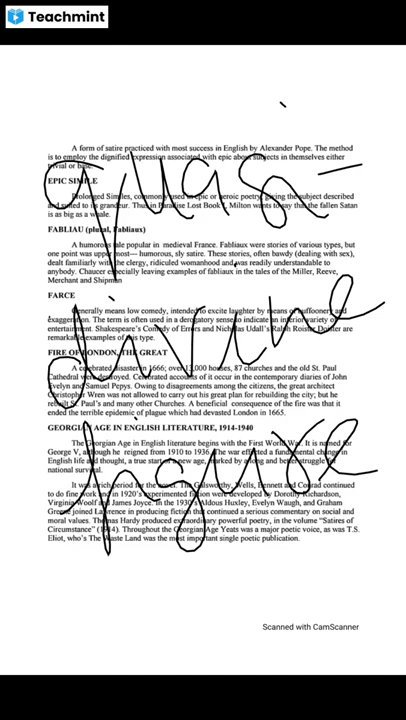 Teachmint
A form of satire practiced with most success in English by Alexander Pope. The method
is to employ the dignified expression associated with epic about subjects in themselves either
trivial or base.
EPIC SIMILE
Prolonged Similes, commonly used in epic or heroic poetry, giving the subject described
and suited to its grandeur. Thus in Paradise Lost Book I, Milton wants to say that the fallen Satan
is as big as a whale.
FABLIAU (plural, Fabliaux)
A humorous tale popular in medieval France. Fabliaux were stories of various types, but
one point was uppermost— humorous, sly satire. These stories, often bawdy (dealing with sex),
dealt familiarly with the clergy, ridiculed womanhood and was readily understandable to
anybody. Chaucer especially leaving examples of fabliaux in the tales of the Miller, Reeve,
Merchant and Shipman
FARCE
Generally means low comedy, intended to excite laughter by means of buffoonery and
exaggeration. The term is often used in a derogatory sense to indicate an inferior variety of
entertainment. Shakespeare's Comedy of Errors and Nicholas Udall's Ralph Roister Doister are
remarkable examples of this type.
FIRE OF LONDON, THE GREAT
A celebrated disaster in 1666; over 13,000 houses, 87 churches and the old St. Paul
Cathedral were destroyed. Celebrated accounts of it occur in the contemporary diaries of John
Evelyn and Samuel Pepys. Owing to disagreements among the citizens, the great architect
Christopher Wren was not allowed to carry out his great plan for rebuilding the city; but he
rebuilt St. Paul's and many other Churches. A beneficial consequence of the fire was that it
ended the terrible epidemic of plague which had devasted London in 1665.
GEORGIAN AGE IN ENGLISH LITERATURE, 1914-1940
The Georgian Age in English literature begins with the First World War. It is named for
George V, although he reigned from 1910 to 1936. The war effected a fundamental change in
English life and thought, a true start of a new age, marked by a long and better struggle for
national survival.
It was a rich period for the novel. The Galsworthy, Wells, Bennett and Conrad continued
to do fine work and in 1920's experimented fiction were developed by Dorothy Richardson,
Virginia Woolf and James Joyce. In the 1930's Aldous Huxley, Evelyn Waugh, and Graham
Greene joined Lawrence in producing fiction that continued a serious commentary on social and
moral values. Thomas Hardy produced extraordinary powerful poetry, in the volume “Satires of
Circumstance” (1914). Throughout the Georgian Age Yeats was a major poetic voice, as was T.S.
Eliot, who's The Waste Land was the most important single poetic publication.
quasi-
divine
Scanned with CamScanner